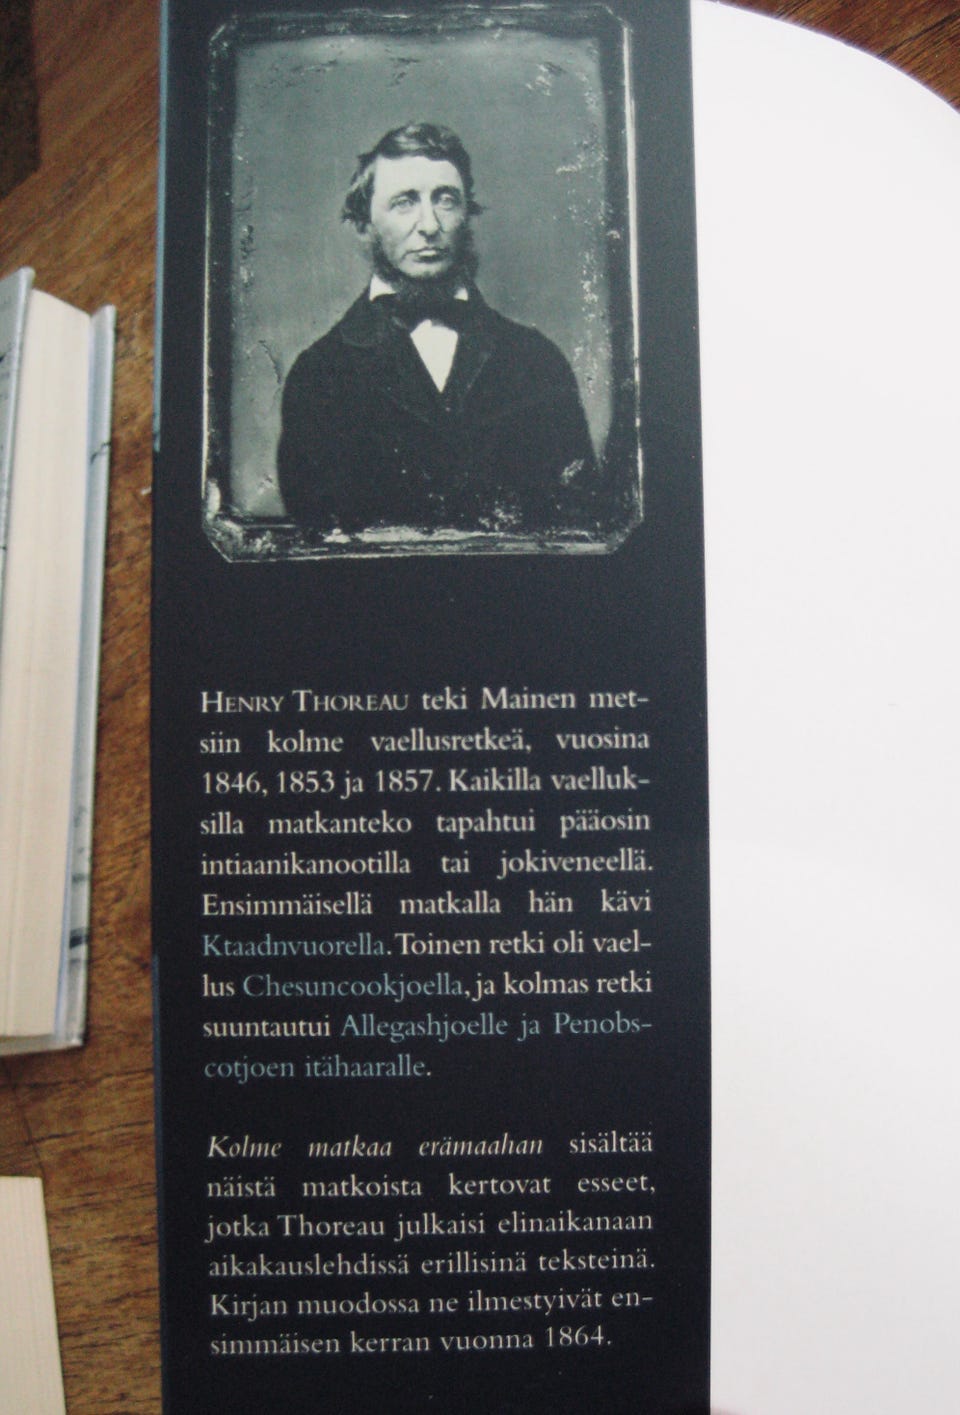 HENRY THOREAU teki Mainen met-
siin kolme vaellusretkeä, vuosina
1846, 1853 ja 1857. Kaikilla vaelluk-
silla matkanteko tapahtui pääosin
intiaanikanootilla tai jokiveneellä.
Ensimmäisellä matkalla hän kävi
Ktaadnvuorella. Toinen retki oli vael-
lus Chesuncookjoella, ja kolmas retki
suuntautui Allegashjoelle ja Penobs-
cotjoen itähaaralle.
Kolme matkaa erämaahan sisältää
näistä matkoista kertovat esseet,
jotka Thoreau julkaisi elinaikanaan
aikakauslehdissä erillisinä teksteinä.
Kirjan muodossa ne ilmestyivät en-
simmäisen kerran vuonna 1864.